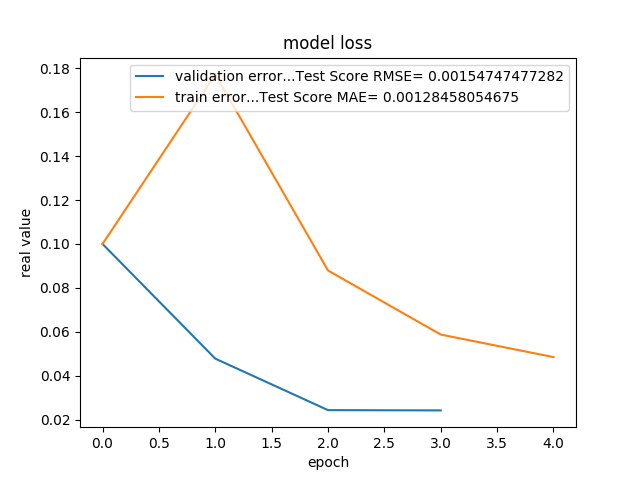 model loss
validation error...Test Score RMSE= 0.00154747477282
train error...Test Score MAE= 0.00128458054675
0.18
0.16
0.14
0.12
0.10
0.08
0.06
0.04
0.02
real value
0.0 0.5 1.0 1.5 2.0 2.5 3.0 3.5 4.0
epoch